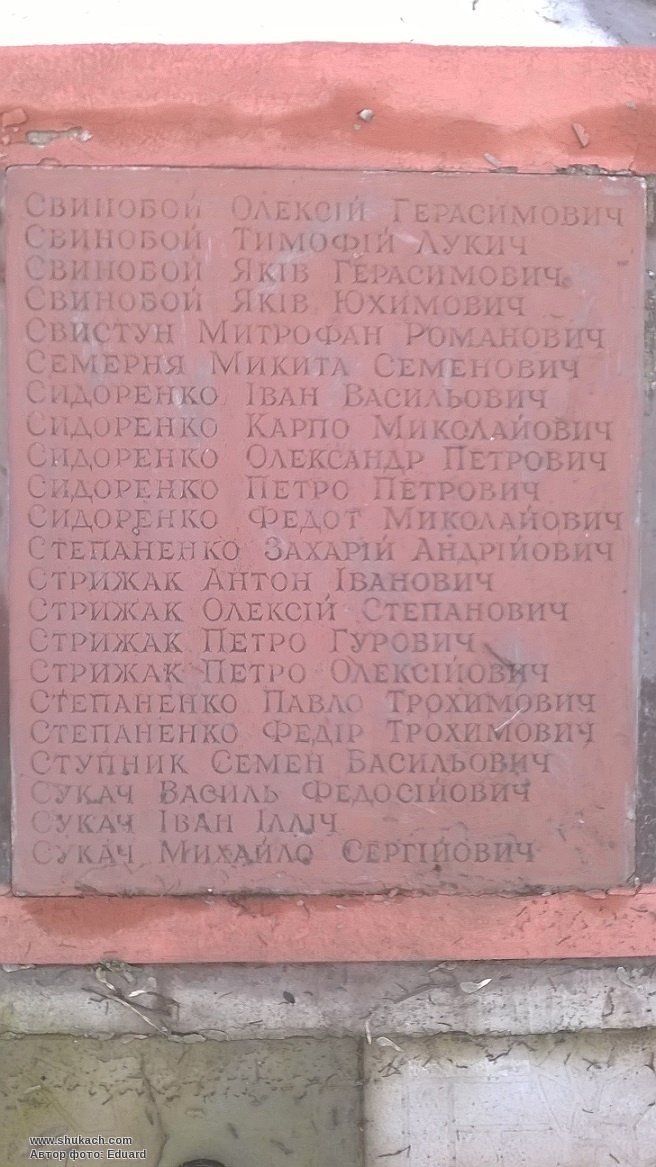 Свинобой Олексій Герасимович
Свинобой Тимофій Лукич
Свинобой Яків Герасимович
Свинобой Яків Юхимович
Свистун Митрофан Романович
Семерня Микита Семенович
Сидоренко Іван Васильович
Сидоренко Карпо Миколайович
Сидоренко Олександр Петрович
Сидоренко Петро Петрович
Сидоренко Федот Миколайович
Степаненко Захарій Андрійович
Стрижак Антон Іванович
Стрижак Олексій Степанович
Стрижак Петро Гурович
Стрижак Петро Олексійович
Степаненко Павло Трохимович
Степаненко Федір Трохимович
Ступник Семен Васильович
Сукач Василь Федосійович
Сукач Іван Ілліч
Сукач Михайло Сергійович
www.shukach.com
Автор фото: Eduard